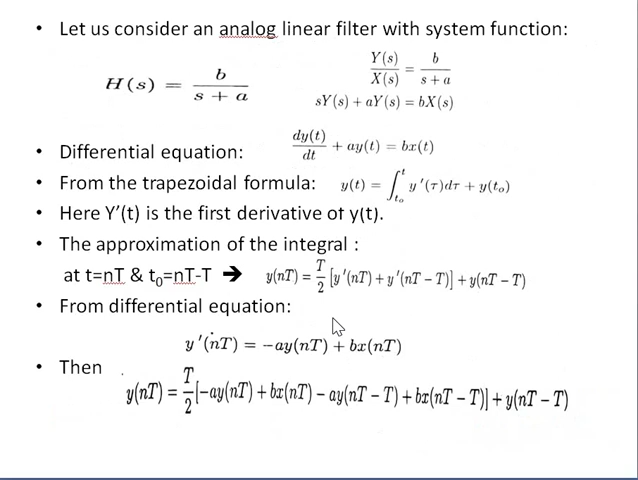 • Let us consider an analog linear filter with system function:
H(s) = b / (s + a)
Y(s) / X(s) = b / (s + a)
sY(s) + aY(s) = bX(s)
• Differential equation: dy(t)/dt + ay(t) = bx(t)
• From the trapezoidal formula: y(t) = ∫_{t_o}^{t} y'(τ)dτ + y(t_o)
• Here Y'(t) is the first derivative of y(t).
• The approximation of the integral :
at t=nT & t₀=nT-T ➔ y(nT) = T/2 [y'(nT) + y'(nT − T)] + y(nT − T)
• From differential equation:
y'(nT) = −ay(nT) + bx(nT)
• Then
y(nT) = T/2 [−ay(nT) + bx(nT) − ay(nT − T) + bx(nT − T)] + y(nT − T)